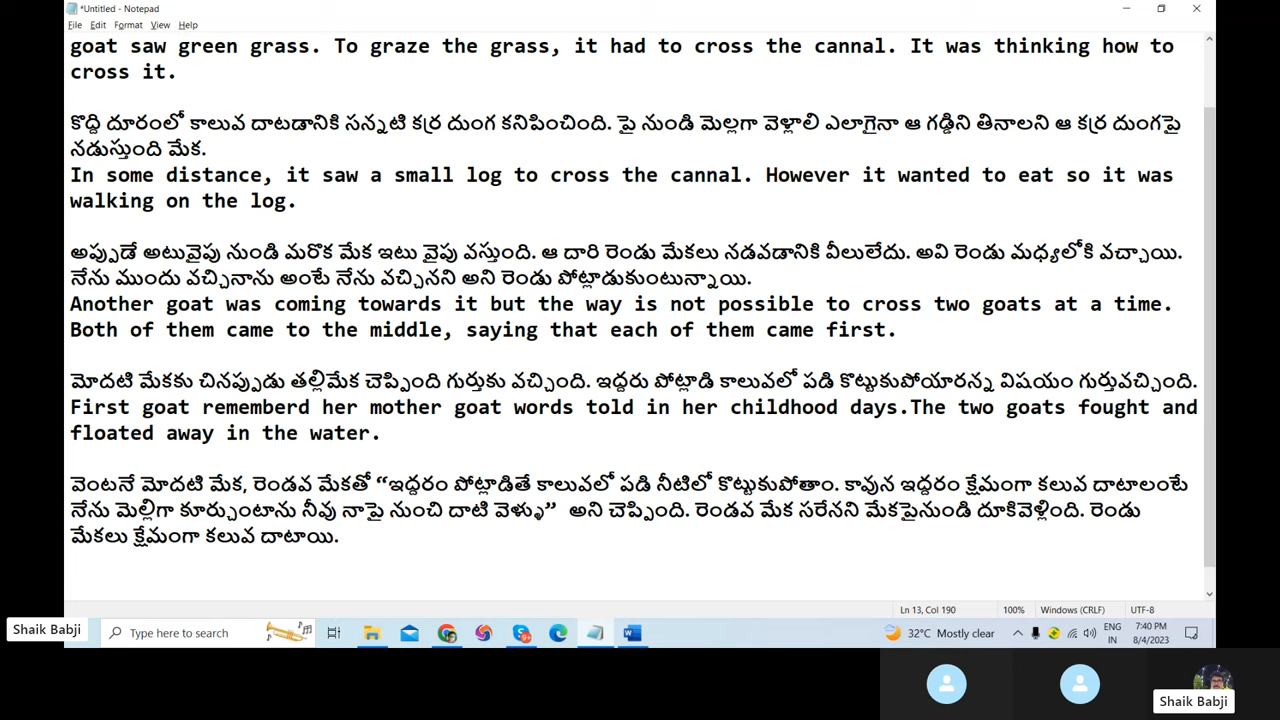 *Untitled - Notepad
File Edit Format View Help
goat saw green grass. To graze the grass, it had to cross the cannal. It was thinking how to
cross it.
కొద్ది దూరంలో కాలువ దాటడానికి సన్నటి కర్ర దుంగ కనిపించింది. పై నుండి మెల్లగా వెళ్లాలి ఎలాగైనా ఆ గడ్డిని తినాలని ఆ కర్ర దుంగపై
నడుస్తుంది మేక.
In some distance, it saw a small log to cross the cannal. However it wanted to eat so it was
walking on the log.
అప్పుడే అటువైపు నుండి మరొక మేక ఇటు వైపు వస్తుంది. ఆ దారి రెండు మేకలు నడవడానికి వీలులేదు. అవి రెండు మధ్యలోకి వచ్చాయి.
నేను ముందు వచ్చినాను అంటే నేను వచ్చినని అని రెండు పోట్లాడుకుంటున్నాయి.
Another goat was coming towards it but the way is not possible to cross two goats at a time.
Both of them came to the middle, saying that each of them came first.
మోదటి మేకకు చినప్పుడు తల్లిమేక చెప్పింది గుర్తుకు వచ్చింది. ఇద్దరు పోట్లాడి కాలువలో పడి కొట్టుకుపోయారన్న విషయం గుర్తువచ్చింది.
First goat rememberd her mother goat words told in her childhood days.The two goats fought and
floated away in the water.
వెంటనే మోదటి మేక, రెండవ మేకతో “ఇద్దరం పోట్లాడితే కాలువలో పడి నీటిలో కొట్టుకుపోతాం. కావున ఇద్దరం క్షేమంగా కలువ దాటాలంటే
నేను మెల్లిగా కూర్చుంటాను నీవు నాపై నుంచి దాటి వెళ్ళు” అని చెప్పింది. రెండవ మేక సరేనని మేకపైనుండి దూకివెళ్లింది. రెండు
మేకలు క్షేమంగా కలువ దాటాయి.
Ln 13, Col 190 100% Windows (CRLF) UTF-8
Shaik Babji
Type here to search
32°C Mostly clear
ENG
IN
7:40 PM
8/4/2023
Shaik Babji